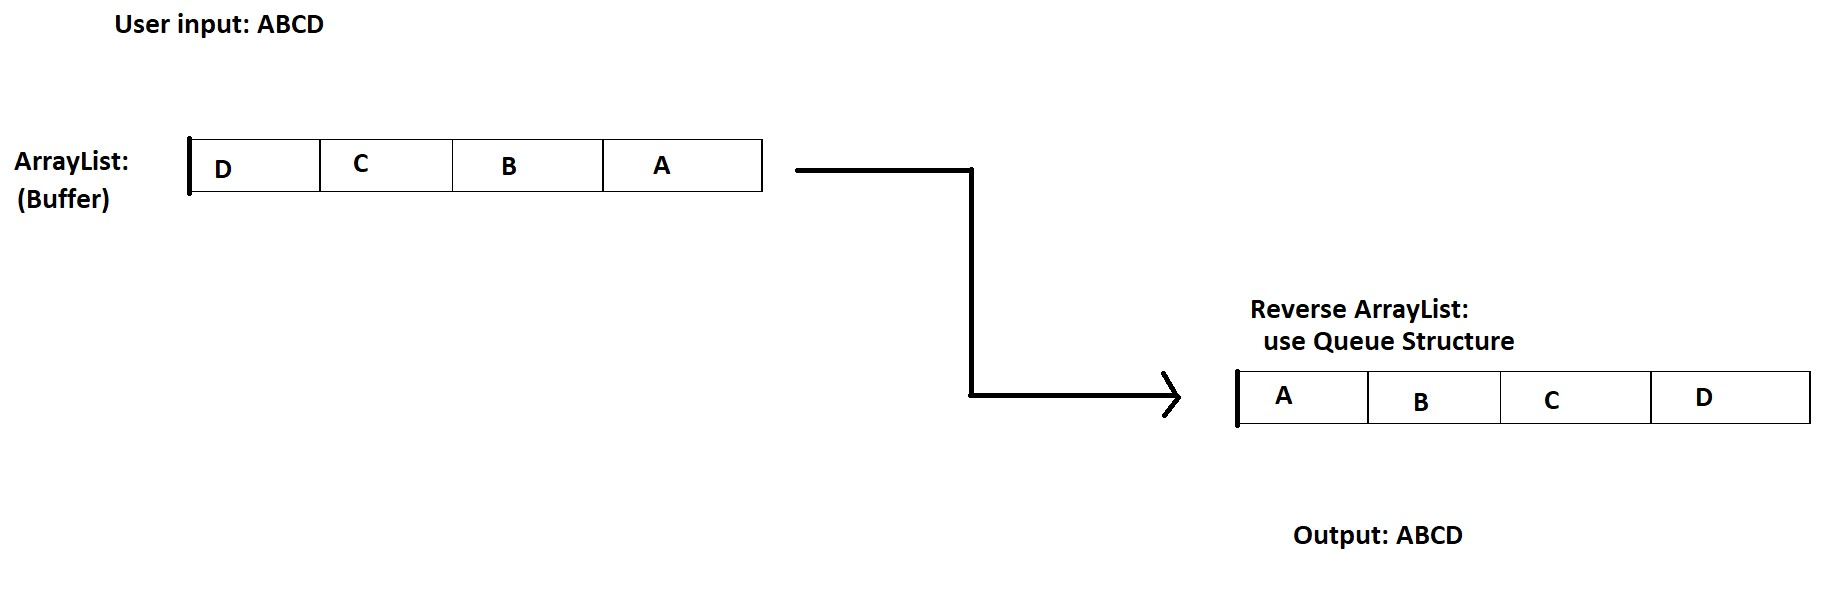 User input: ABCD
ArrayList:
(Buffer)
D C B A
Reverse ArrayList:
use Queue Structure
A B C D
Output: ABCD